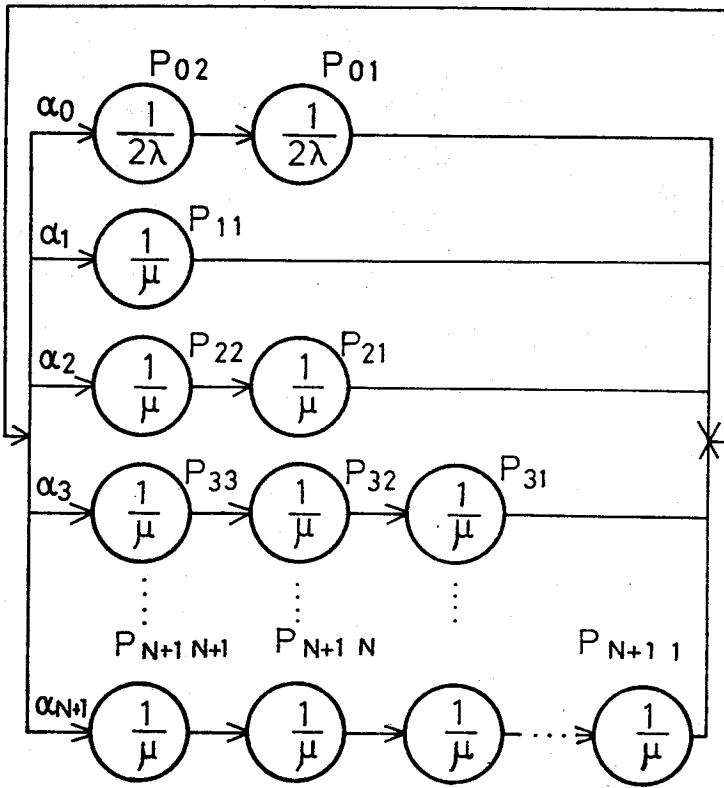 P02 P01
α0 1/2λ 1/2λ
P11
α1 1/μ
P22 P21
α2 1/μ 1/μ
P33 P32 P31
α3 1/μ 1/μ 1/μ
PN+1 N+1 PN+1 N PN+1 1
αN+1 1/μ 1/μ 1/μ 1/μ